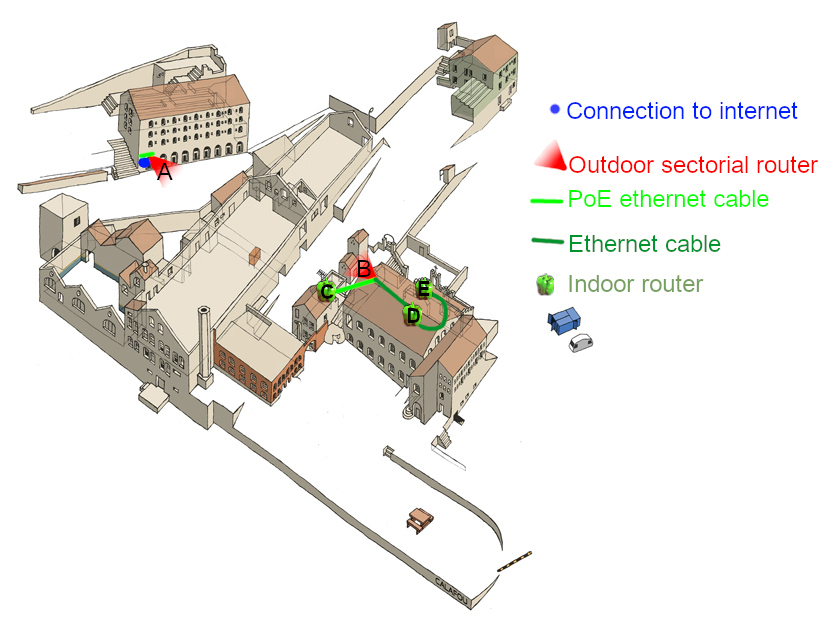 A
B
C
E
D
Connection to internet
Outdoor sectorial router
PoE ethernet cable
Ethernet cable
Indoor router
CALAFOU